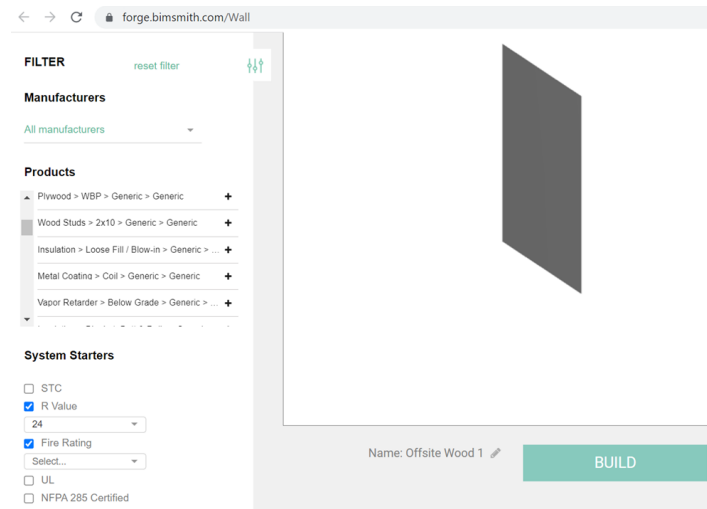 forge.bimsmith.com/Wall
FILTER
reset filter
Manufacturers
All manufacturers
Products
Plywood > WBP > Generic > Generic
Wood Studs > 2x10 > Generic > Generic
Insulation > Loose Fill / Blow-in > Generic > ...
Metal Coating > Coil > Generic > Generic
Vapor Retarder > Below Grade > Generic > ...
System Starters
STC
R Value
24
Fire Rating
Select...
UL
NFPA 285 Certified
Name: Offsite Wood 1
BUILD